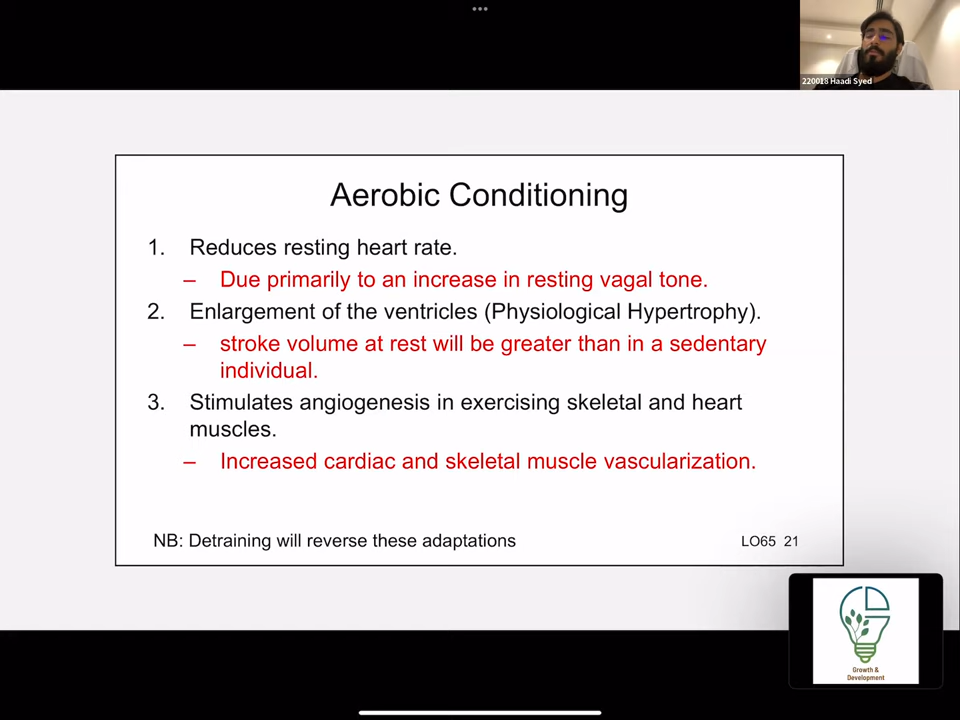 220018 Haadi Syed
Aerobic Conditioning
1. Reduces resting heart rate.
– Due primarily to an increase in resting vagal tone.
2. Enlargement of the ventricles (Physiological Hypertrophy).
– stroke volume at rest will be greater than in a sedentary
individual.
3. Stimulates angiogenesis in exercising skeletal and heart
muscles.
– Increased cardiac and skeletal muscle vascularization.
NB: Detraining will reverse these adaptations
LO65 21
Growth &
Development